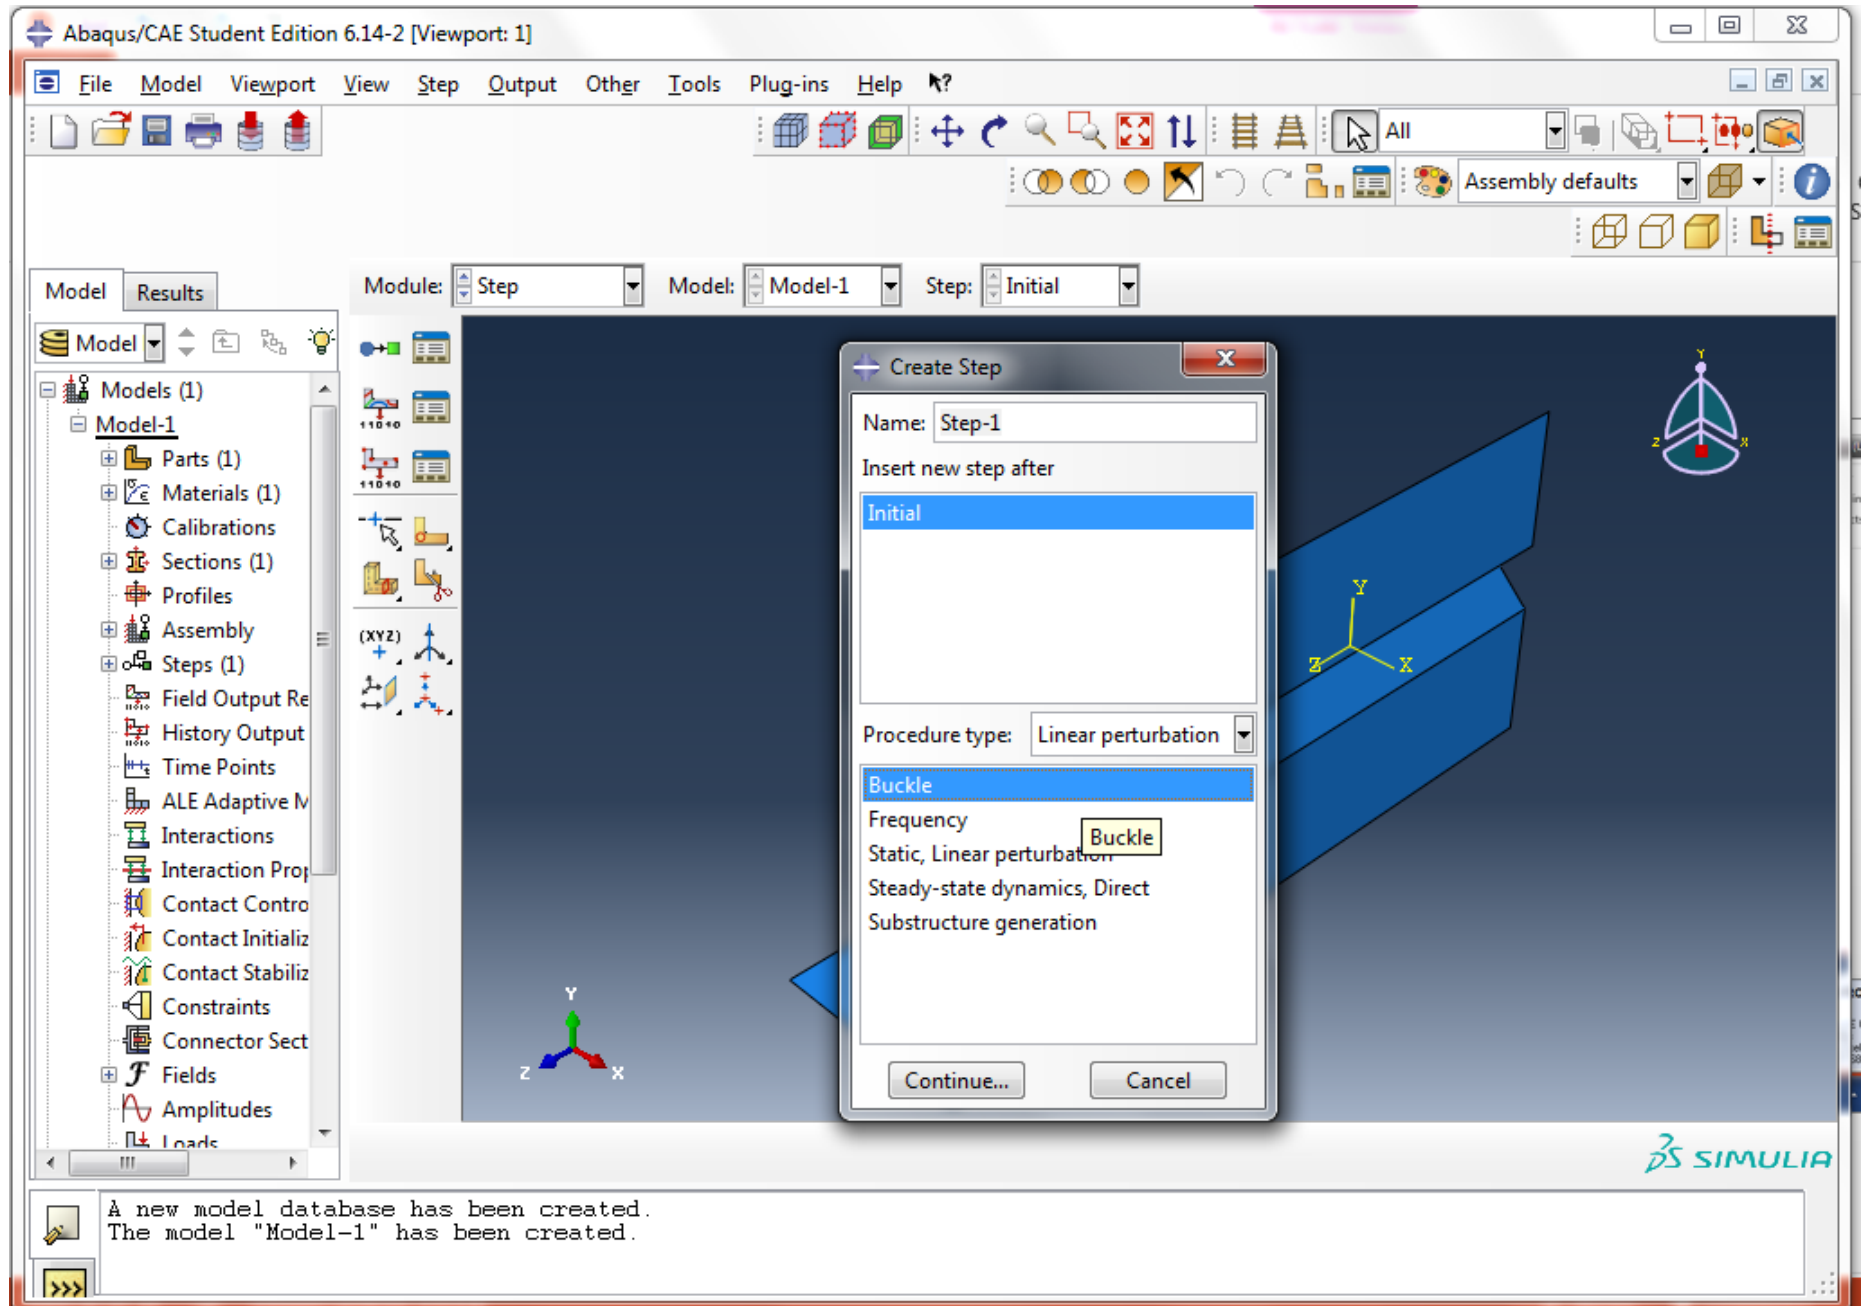 Abaqus/CAE Student Edition 6.14-2 [Viewport: 1]
File Model Viewport View Step Output Other Tools Plug-ins Help ?
All
Assembly defaults
Model Results
Module: Step Model: Model-1 Step: Initial
Model
Models (1)
Model-1
Parts (1)
Materials (1)
Calibrations
Sections (1)
Profiles
Assembly
Steps (1)
Field Output Re
History Output
Time Points
ALE Adaptive M
Interactions
Interaction Prop
Contact Contro
Contact Initializ
Contact Stabiliz
Constraints
Connector Sect
Fields
Amplitudes
Loads
(XYZ)
Create Step
Name: Step-1
Insert new step after
Initial
Procedure type: Linear perturbation
Buckle
Frequency
Buckle
Static, Linear perturbation
Steady-state dynamics, Direct
Substructure generation
Continue... Cancel
Y
Z X
Y
Z X
Y
Z X
SIMULIA
A new model database has been created.
The model "Model-1" has been created.
>>>